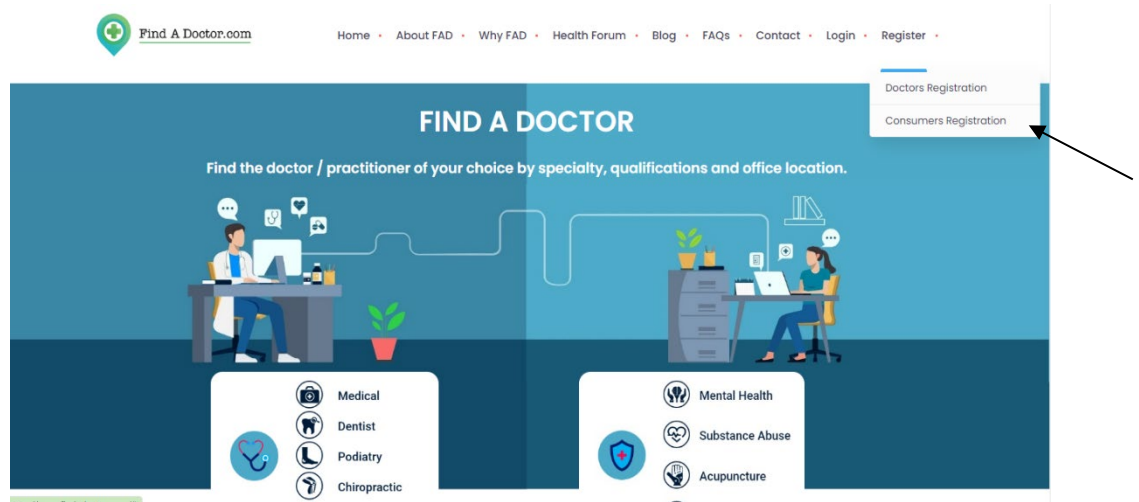 Find A Doctor.com
Home • About FAD • Why FAD • Health Forum • Blog • FAQs • Contact • Login • Register •
Doctors Registration
Consumers Registration
FIND A DOCTOR
Find the doctor / practitioner of your choice by specialty, qualifications and office location.
Medical
Dentist
Podiatry
Chiropractic
Mental Health
Substance Abuse
Acupuncture